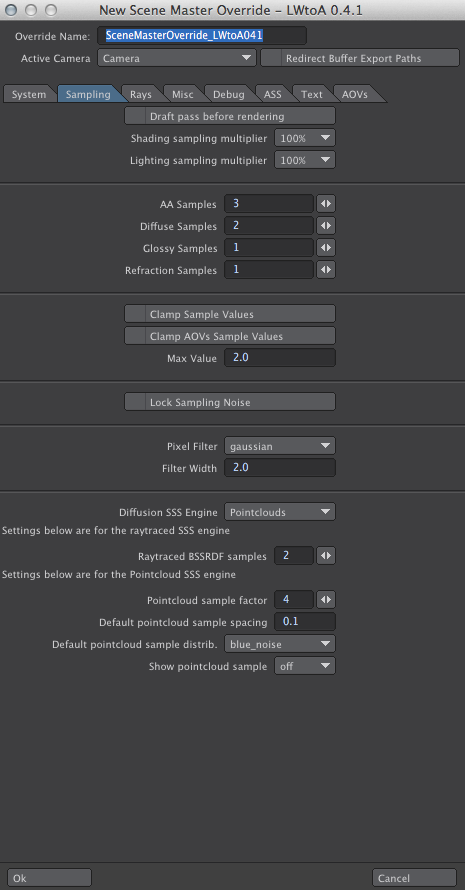 New Scene Master Override – LWtoA 0.4.1
Override Name: SceneMasterOverride_LWtoA041
Active Camera Camera Redirect Buffer Export Paths
System Sampling Rays Misc Debug ASS Text AOVs
Draft pass before rendering
Shading sampling multiplier 100%
Lighting sampling multiplier 100%
AA Samples 3
Diffuse Samples 2
Glossy Samples 1
Refraction Samples 1
Clamp Sample Values
Clamp AOVs Sample Values
Max Value 2.0
Lock Sampling Noise
Pixel Filter gaussian
Filter Width 2.0
Diffusion SSS Engine Pointclouds
Settings below are for the raytraced SSS engine
Raytraced BSSRDF samples 2
Settings below are for the Pointcloud SSS engine
Pointcloud sample factor 4
Default pointcloud sample spacing 0.1
Default pointcloud sample distrib. blue_noise
Show pointcloud sample off
Ok Cancel